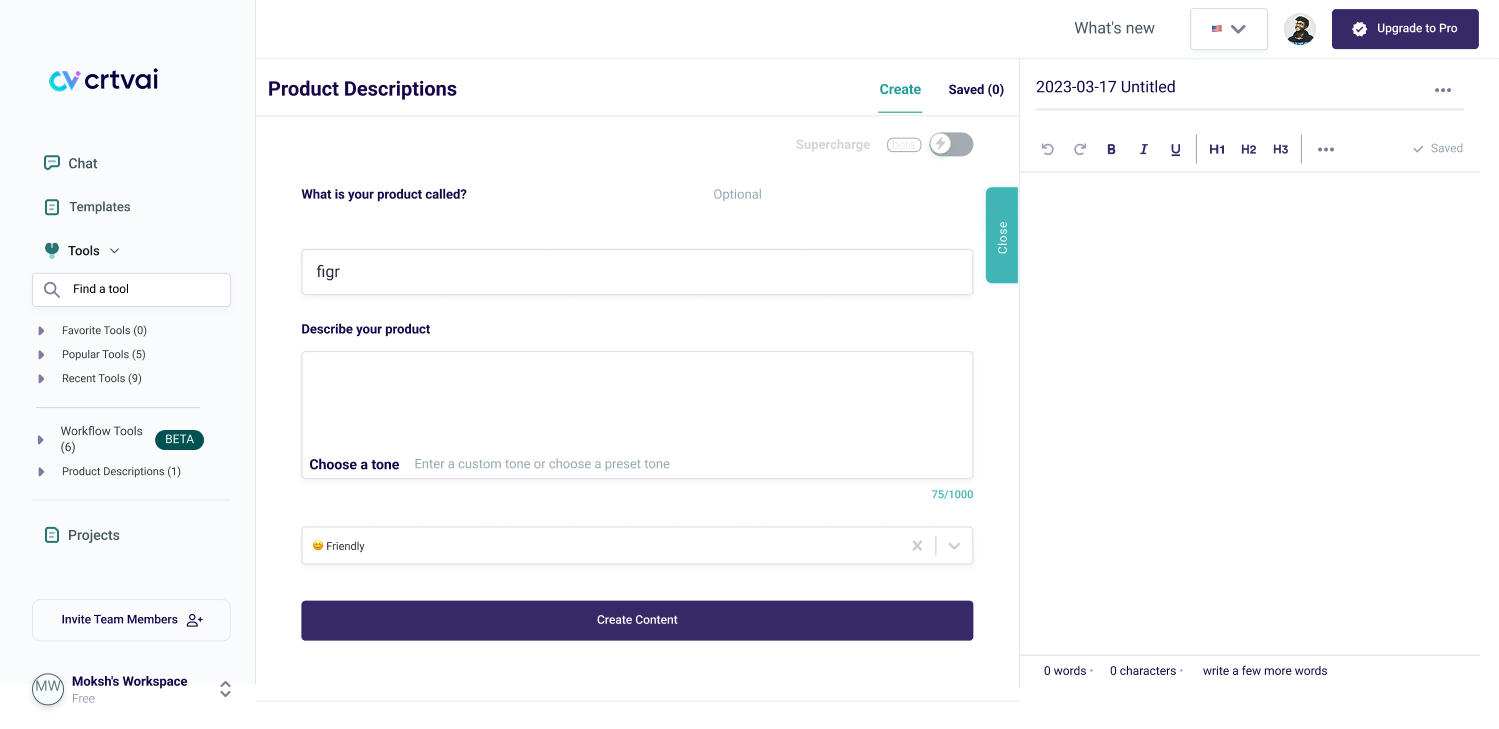 crtvai
Chat
Templates
Tools
Find a tool
Favorite Tools (0)
Popular Tools (5)
Recent Tools (9)
Workflow Tools
(6)
BETA
Product Descriptions (1)
Projects
Invite Team Members
MW
Moksh's Workspace
Free
What's new
Upgrade to Pro
Product Descriptions
Create
Saved (0)
Supercharge
beta
What is your product called?
Optional
figr
Describe your product
Choose a tone
Enter a custom tone or choose a preset tone
75/1000
Friendly
Create Content
Close
2023-03-17 Untitled
B
I
U
H1
H2
H3
Saved
0 words
0 characters
write a few more words